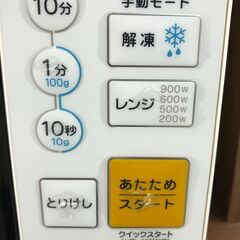 10分
手動モード
解凍
1分
100g
レンジ
900W
600W
500W
200W
10秒
10g
とりけし
あたため
スタート
クイックスタート